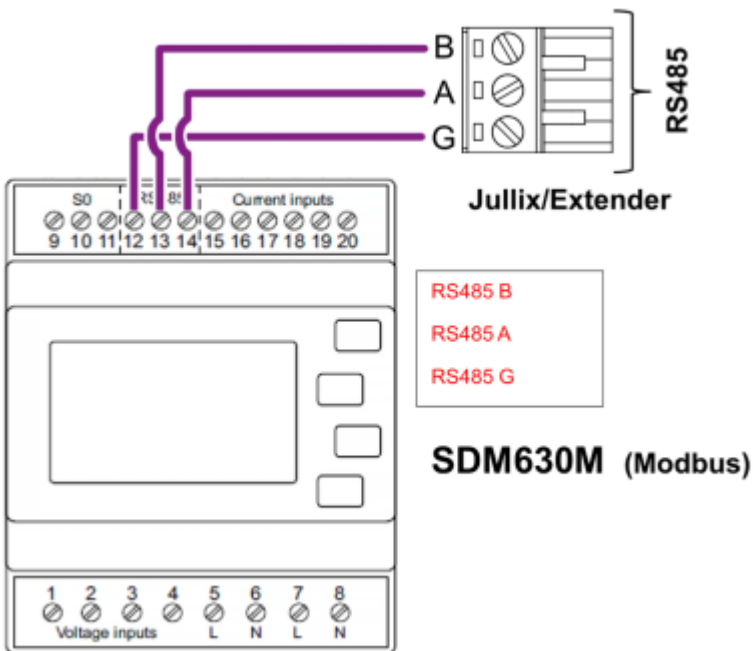 B
A
G
RS485
Jullix/Extender
S0 RS485 Current inputs
9 10 11 12 13 14 15 16 17 18 19 20
RS485 B
RS485 A
RS485 G
SDM630M (Modbus)
1 2 3 4 5 6 7 8
Voltage inputs L N L N